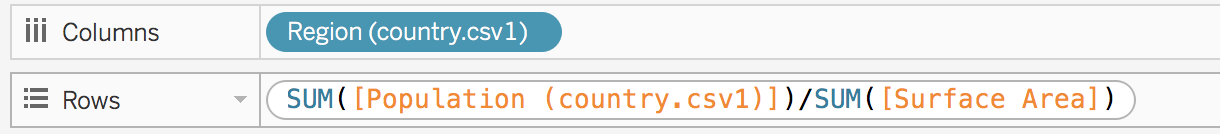 Columns
Region (country.csv1)
Rows
SUM([Population (country.csv1)])/SUM([Surface Area])